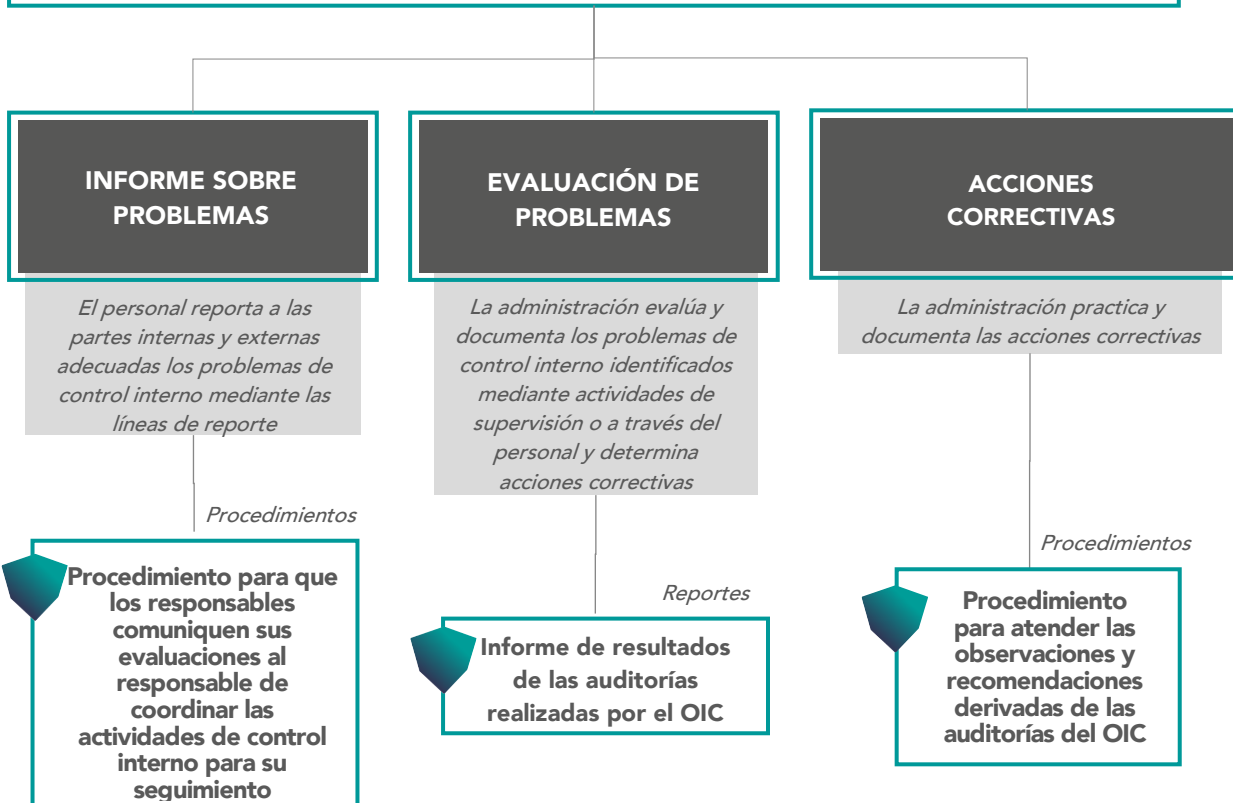 INFORME SOBRE
PROBLEMAS
El personal reporta a las
partes internas y externas
adecuadas los problemas de
control interno mediante las
líneas de reporte
Procedimientos
Procedimiento para que
los responsables
comuniquen sus
evaluaciones al
responsable de
coordinar las
actividades de control
interno para su
seguimiento
EVALUACIÓN DE
PROBLEMAS
La administración evalúa y
documenta los problemas de
control interno identificados
mediante actividades de
supervisión o a través del
personal y determina
acciones correctivas
Reportes
Informe de resultados
de las auditorías
realizadas por el OIC
ACCIONES
CORRECTIVAS
La administración practica y
documenta las acciones correctivas
Procedimientos
Procedimiento
para atender las
observaciones y
recomendaciones
derivadas de las
auditorías del OIC